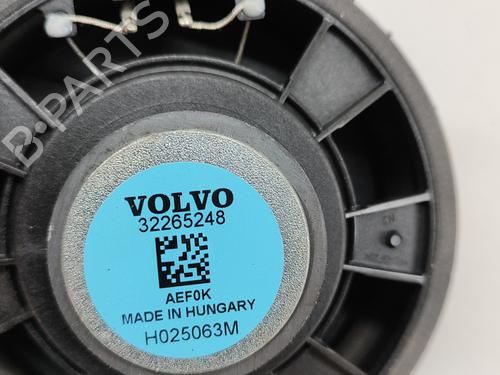 B-PARTS
VOLVO
32265248
AEF0K
MADE IN HUNGARY
H025063M